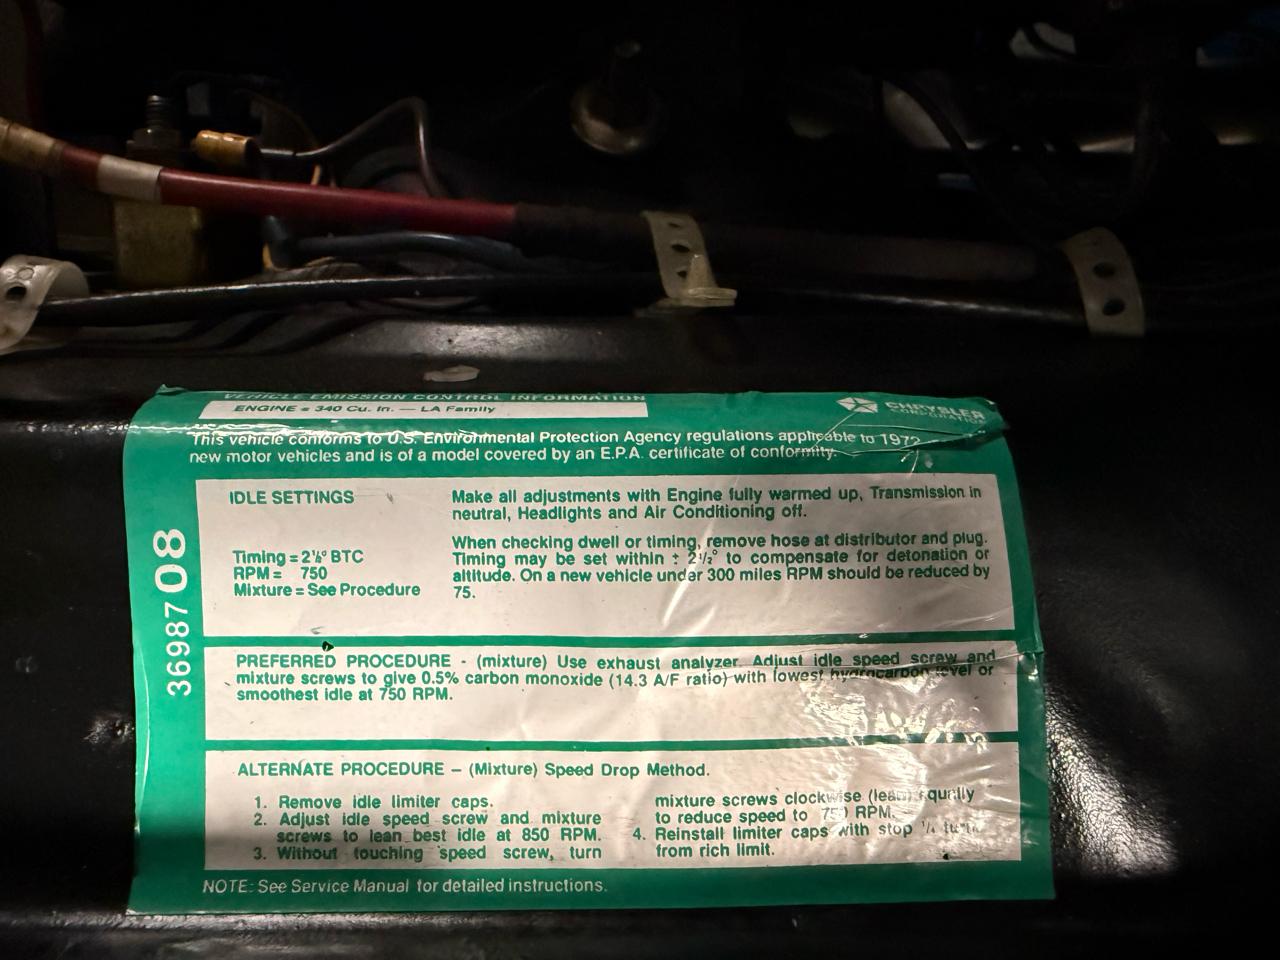 VEHICLE EMISSION CONTROL INFORMATION
ENGINE = 340 Cu. In. — LA Family
CHRYSLER
CORPORATION
This vehicle conforms to U.S. Environmental Protection Agency regulations applicable to 1972
new motor vehicles and is of a model covered by an E.P.A. certificate of conformity.
3698708
IDLE SETTINGS
Timing = 2½° BTC
RPM = 750
Mixture = See Procedure
Make all adjustments with Engine fully warmed up, Transmission in
neutral, Headlights and Air Conditioning off.
When checking dwell or timing, remove hose at distributor and plug.
Timing may be set within ± 2½° to compensate for detonation or
altitude. On a new vehicle under 300 miles RPM should be reduced by
75.
PREFERRED PROCEDURE - (mixture) Use exhaust analyzer. Adjust idle speed screw and
mixture screws to give 0.5% carbon monoxide (14.3 A/F ratio) with lowest hydrocarbon level or
smoothest idle at 750 RPM.
ALTERNATE PROCEDURE – (Mixture) Speed Drop Method.
1. Remove idle limiter caps.
2. Adjust idle speed screw and mixture
screws to lean best idle at 850 RPM.
3. Without touching speed screw, turn
mixture screws clockwise (lean) equally
to reduce speed to 750 RPM.
4. Reinstall limiter caps with stop turn
from rich limit.
NOTE: See Service Manual for detailed instructions.